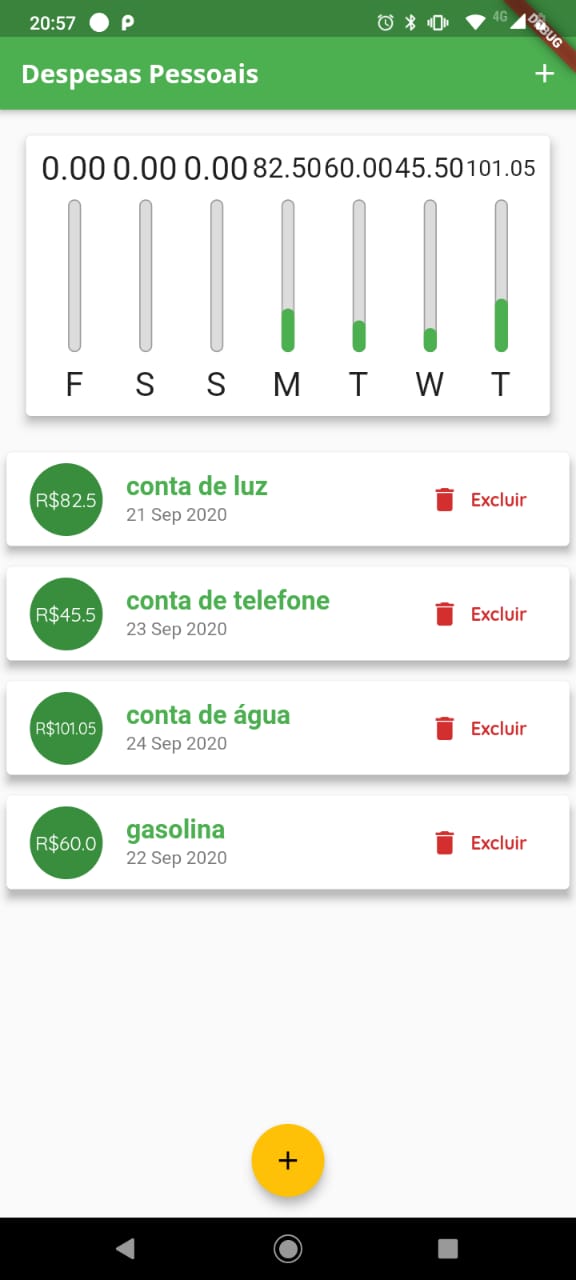 20:57 4G
DEBUG
Despesas Pessoais +
0.00 0.00 0.00 82.50 60.00 45.50 101.05
F S S M T W T
R$82.5 conta de luz Excluir
21 Sep 2020
R$45.5 conta de telefone Excluir
23 Sep 2020
R$101.05 conta de água Excluir
24 Sep 2020
R$60.0 gasolina Excluir
22 Sep 2020
+